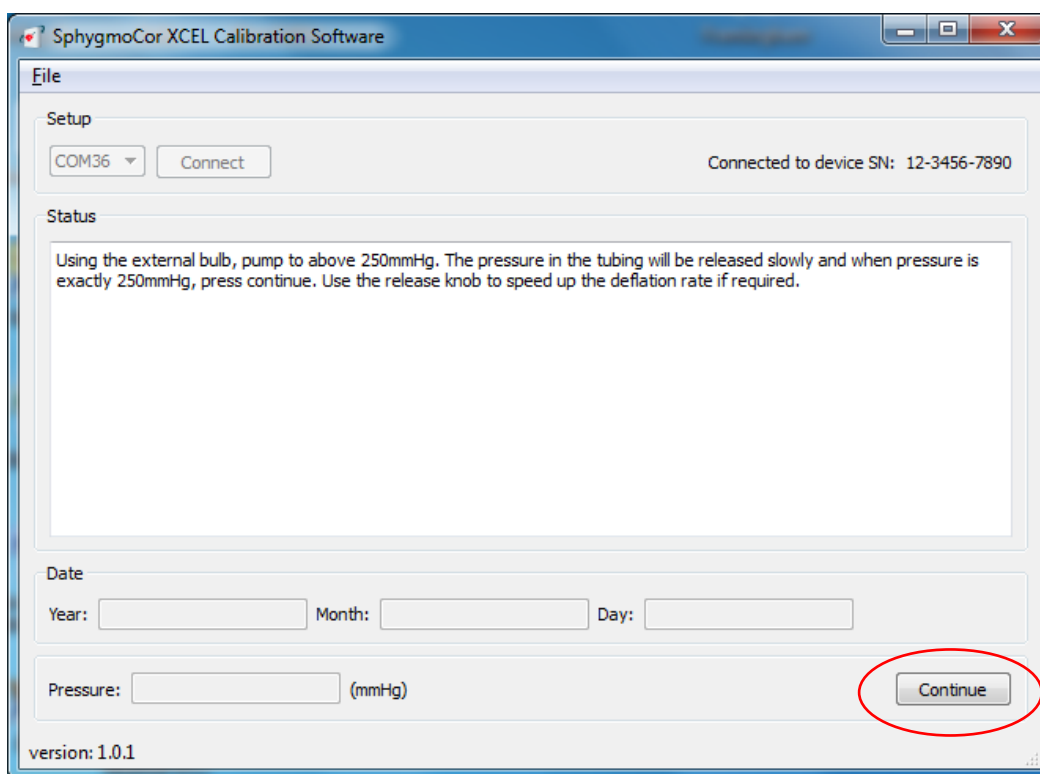 SphygmoCor XCEL Calibration Software
File
Setup
COM36 Connect Connected to device SN: 12-3456-7890
Status
Using the external bulb, pump to above 250mmHg. The pressure in the tubing will be released slowly and when pressure is
exactly 250mmHg, press continue. Use the release knob to speed up the deflation rate if required.
Date
Year: Month: Day:
Pressure: (mmHg) Continue
version: 1.0.1